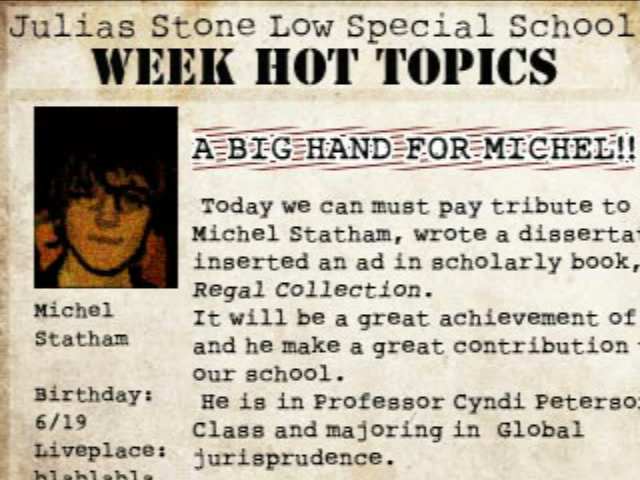 Julias Stone Low Special School
WEEK HOT TOPICS
A BIG HAND FOR MICHEL!!
Today we can must pay tribute to
Michel Statham, wrote a disserta
inserted an ad in scholarly book,
Regal Collection.
It will be a great achievement of
and he make a great contribution
our school.
He is in Professor Cyndi Peterso
Class and majoring in Global
jurisprudence.
Michel
Statham
Birthday:
6/19
Liveplace:
blahlabla